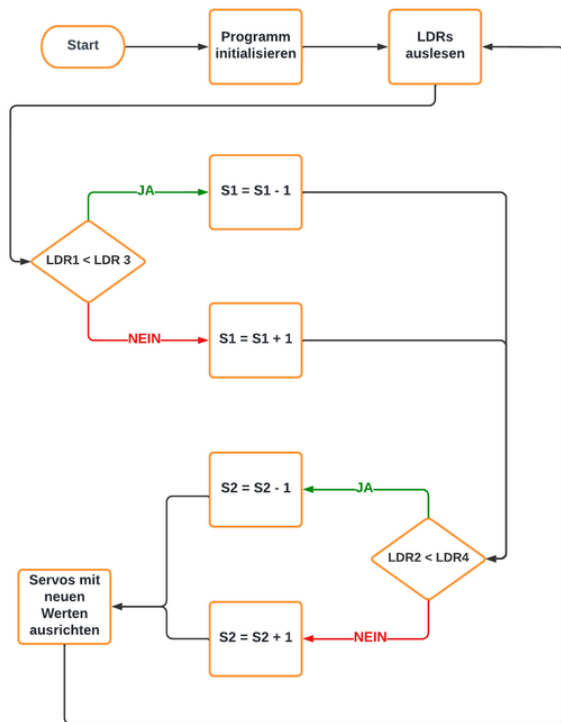 Start
Programm
initialisieren
LDRs
auslesen
JA
S1 = S1 - 1
LDR1 < LDR 3
NEIN
S1 = S1 + 1
S2 = S2 - 1
JA
LDR2 < LDR4
Servos mit
neuen
Werten
ausrichten
S2 = S2 + 1
NEIN